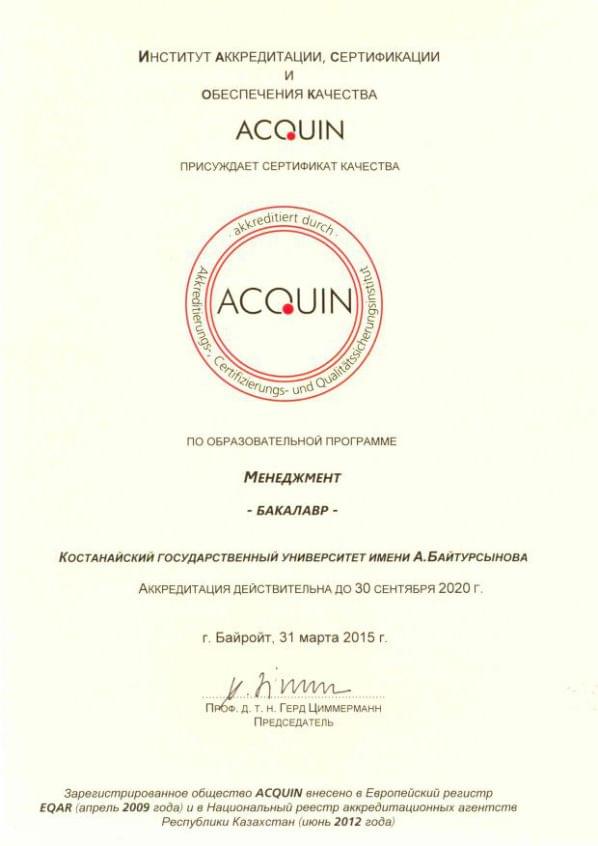 Институт аккредитации, сертификации
и
обеспечения качества
ACQUIN
присуждает сертификат качества
· akkreditiert durch ·
ACQUIN
Akkreditierungs-, Certifizierungs- und Qualitätssicherungsinstitut
по образовательной программе
Менеджмент
- бакалавр -
Костанайский государственный университет имени А.Байтурсынова
Аккредитация действительна до 30 сентября 2020 г.
г. Байройт, 31 марта 2015 г.
Проф. д. т. н. Герд Циммерманн
Председатель
Зарегистрированное общество ACQUIN внесено в Европейский регистр
EQAR (апрель 2009 года) и в Национальный реестр аккредитационных агентств
Республики Казахстан (июнь 2012 года)